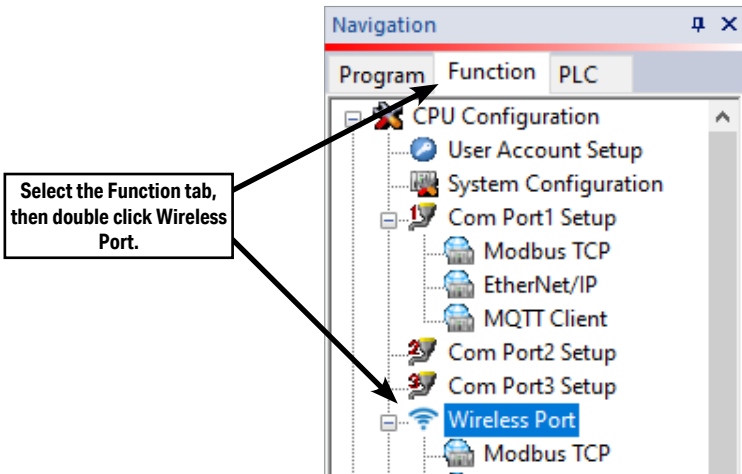 Navigation
Program Function PLC
CPU Configuration
User Account Setup
System Configuration
Select the Function tab,
then double click Wireless
Port.
Com Port1 Setup
Modbus TCP
EtherNet/IP
MQTT Client
Com Port2 Setup
Com Port3 Setup
Wireless Port
Modbus TCP